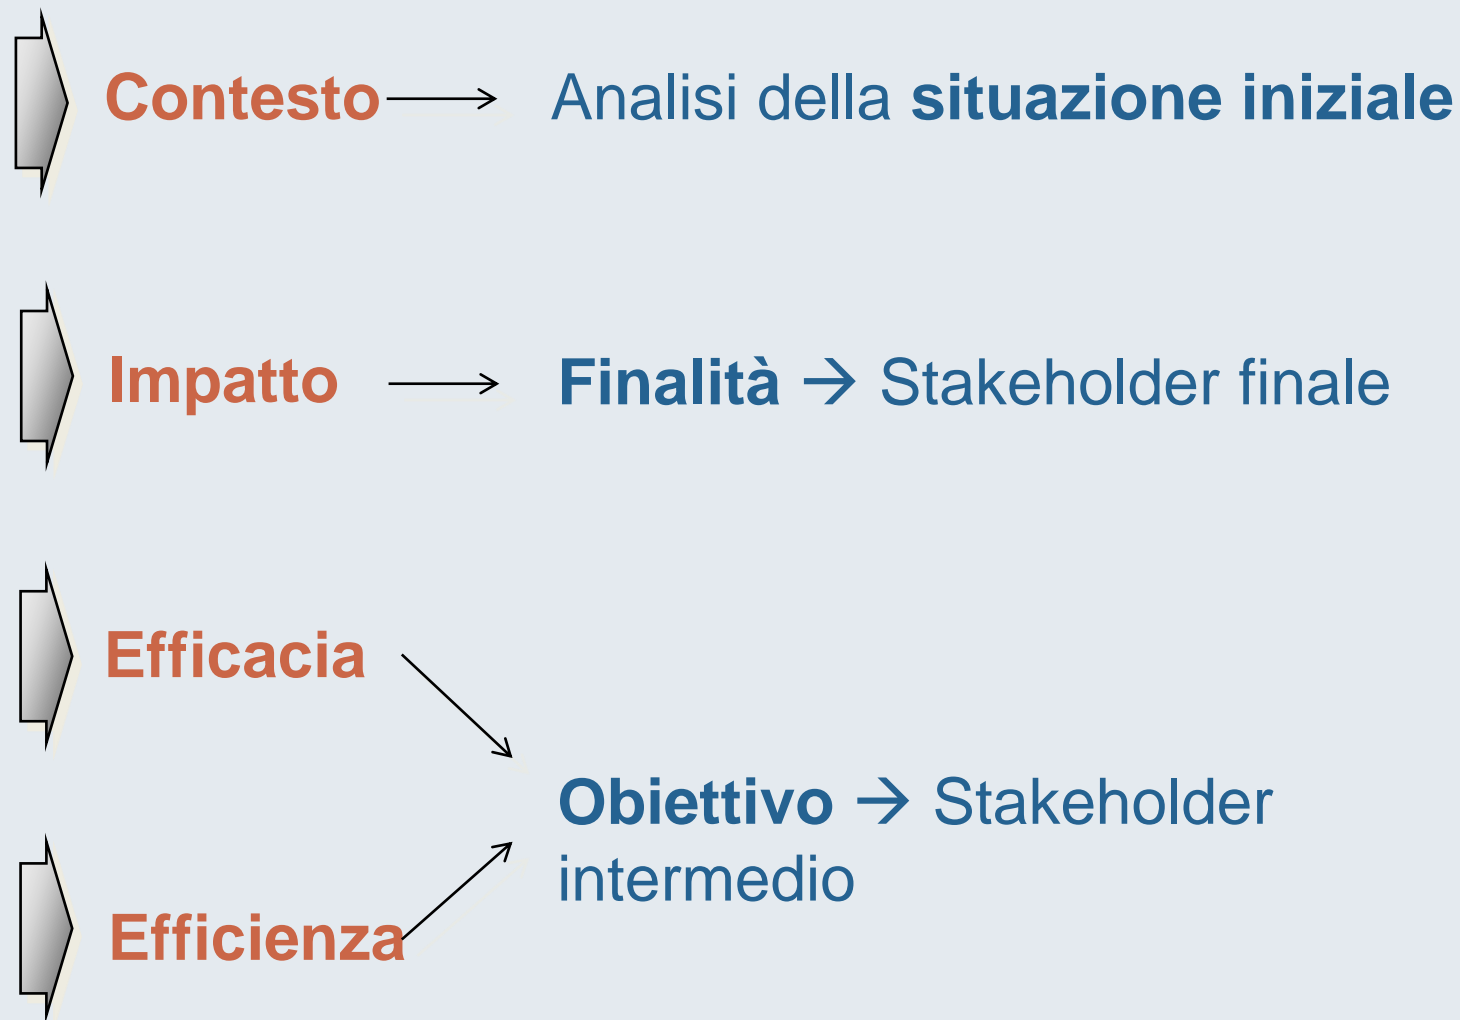 Contesto → Analisi della situazione iniziale
Impatto → Finalità → Stakeholder finale
Efficacia
Obiettivo → Stakeholder
intermedio
Efficienza